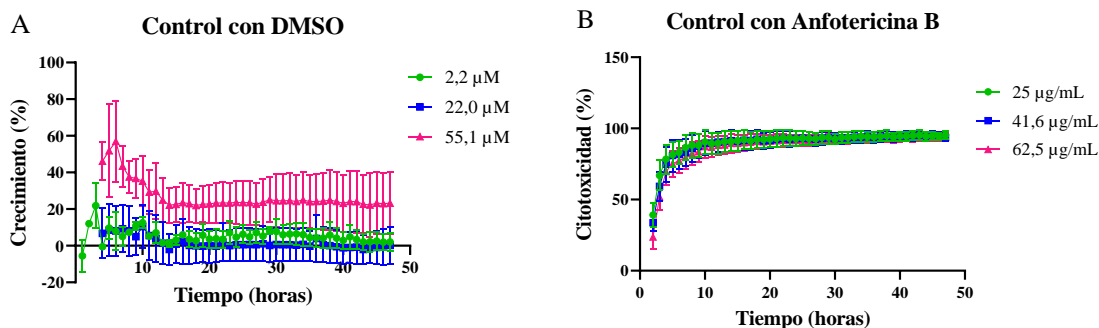 A
Control con DMSO
Crecimiento (%)
100
80
60
40
20
0
-20
10
20
30
40
50
Tiempo (horas)
2,2 µM
22,0 µM
55,1 µM
B
Control con Anfotericina B
Citotoxicidad (%)
150
100
50
0
0
10
20
30
40
50
Tiempo (horas)
25 µg/mL
41,6 µg/mL
62,5 µg/mL